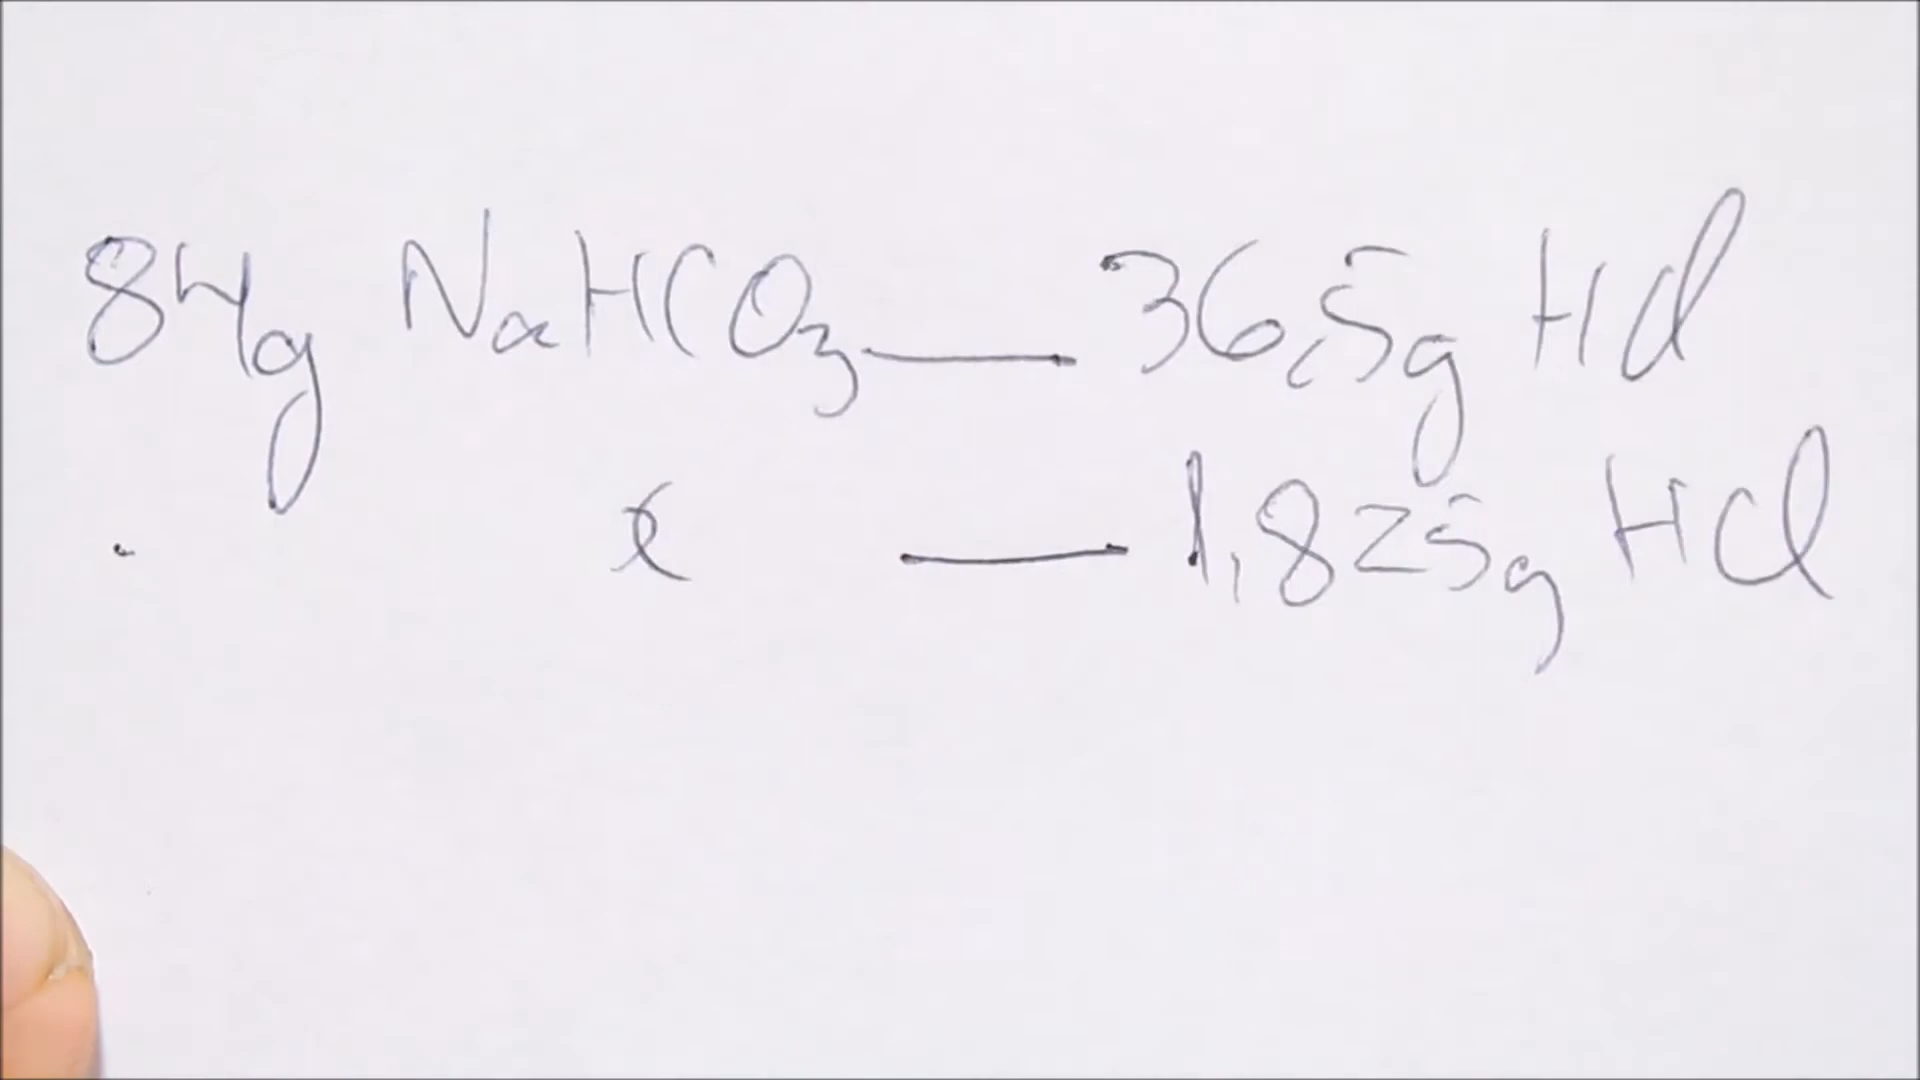 84g NaHCO₃ — 36,5g HCl
x — 1,825g HCl